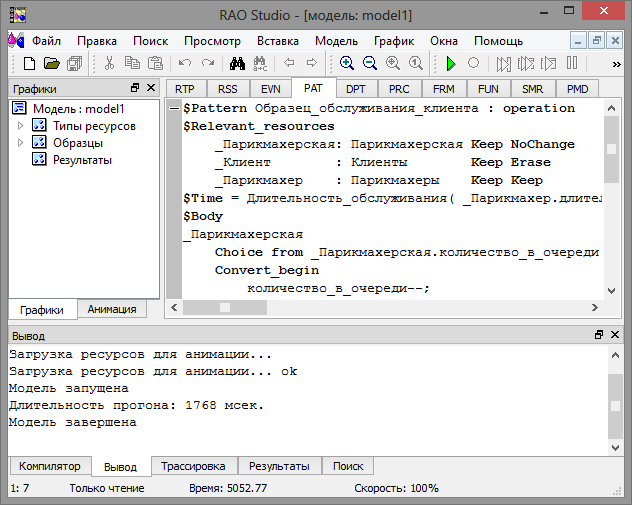 RAO Studio - [модель: model1]
Файл Правка Поиск Просмотр Вставка Модель График Окна Помощь
Графики
Модель : model1
Типы ресурсов
Образцы
Результаты
Графики Анимация
RTP RSS EVN PAT DPT PRC FRM FUN SMR PMD
$Pattern Образец_обслуживания_клиента : operation
$Relevant_resources
_Парикмахерская: Парикмахерская Keep NoChange
_Клиент : Клиенты Keep Erase
_Парикмахер : Парикмахеры Keep Keep
$Time = Длительность_обслуживания( _Парикмахер.длител
$Body
_Парикмахерская
Choice from _Парикмахерская.количество_в_очереди
Convert_begin
количество_в_очереди--;
Вывод
Загрузка ресурсов для анимации...
Загрузка ресурсов для анимации... ok
Модель запущена
Длительность прогона: 1768 мсек.
Модель завершена
Компилятор Вывод Трассировка Результаты Поиск
1: 7 Только чтение Время: 5052.77 Скорость: 100%